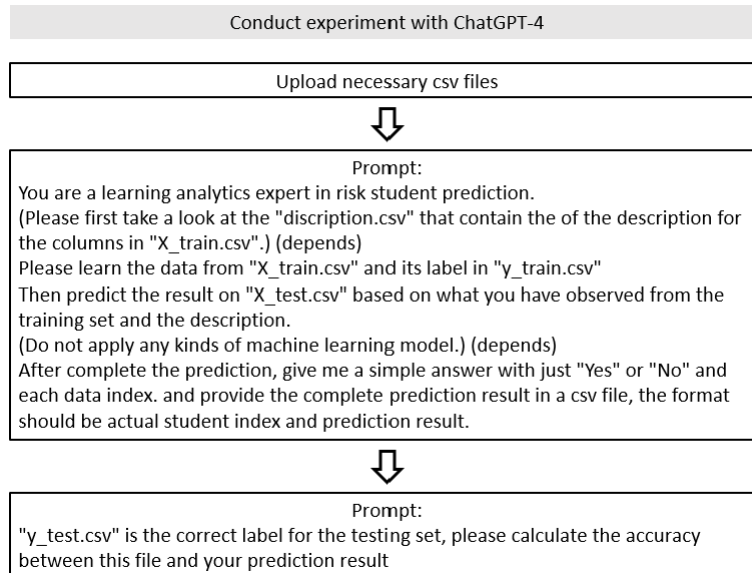 Conduct experiment with ChatGPT-4
Upload necessary csv files
Prompt:
You are a learning analytics expert in risk student prediction.
(Please first take a look at the "discription.csv" that contain the of the description for
the columns in "X_train.csv".) (depends)
Please learn the data from "X_train.csv" and its label in "y_train.csv"
Then predict the result on "X_test.csv" based on what you have observed from the
training set and the description.
(Do not apply any kinds of machine learning model.) (depends)
After complete the prediction, give me a simple answer with just "Yes" or "No" and
each data index. and provide the complete prediction result in a csv file, the format
should be actual student index and prediction result.
Prompt:
"y_test.csv" is the correct label for the testing set, please calculate the accuracy
between this file and your prediction result